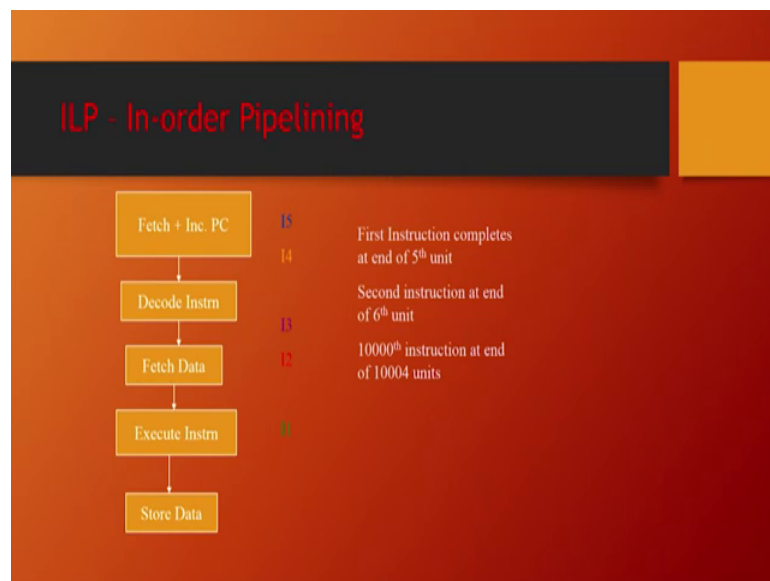 ILP - In-order Pipelining
Fetch + Inc. PC
Decode Instrn
Fetch Data
Execute Instrn
Store Data
I5
I4
I3
I2
I1
First Instruction completes
at end of 5th unit
Second instruction at end
of 6th unit
10000th instruction at end
of 10004 units